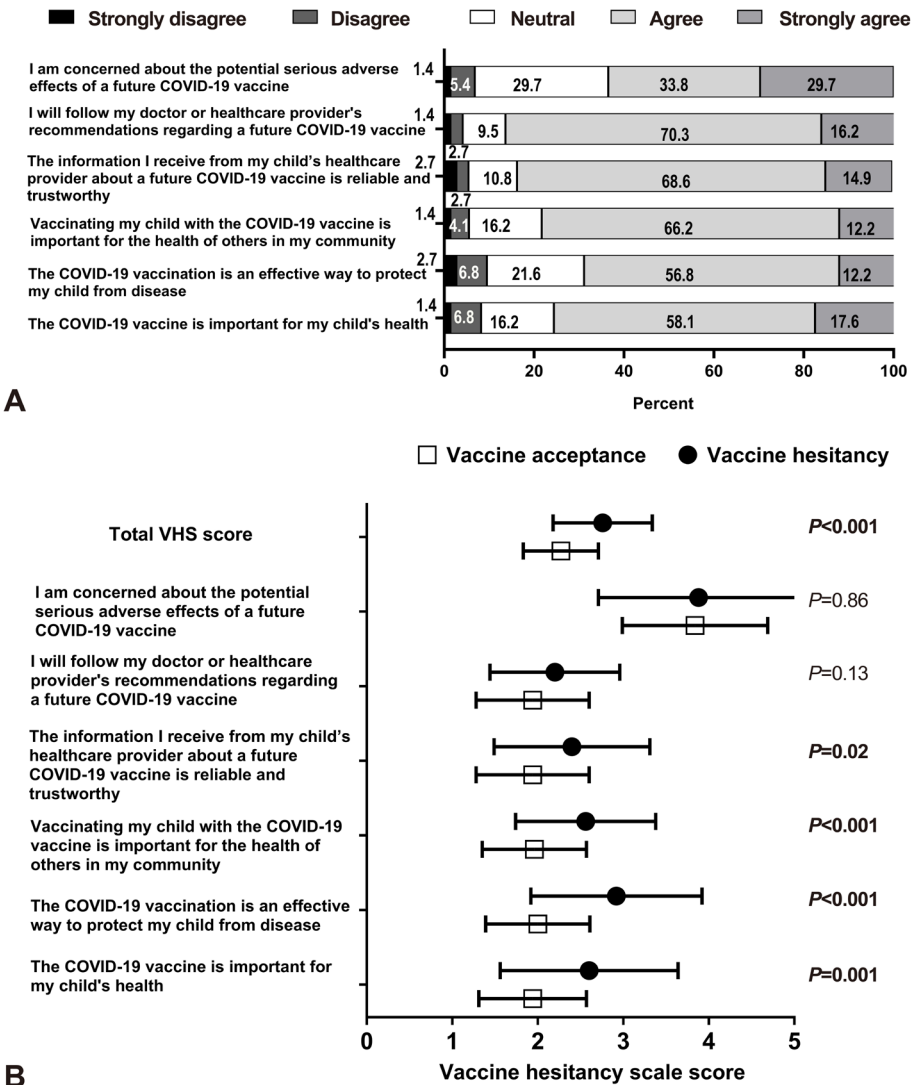 Strongly disagree Disagree Neutral Agree Strongly agree
I am concerned about the potential serious adverse
effects of a future COVID-19 vaccine
1.4 5.4 29.7 33.8 29.7
I will follow my doctor or healthcare provider's
recommendations regarding a future COVID-19 vaccine
1.4 2.7 9.5 70.3 16.2
The information I receive from my child's healthcare
provider about a future COVID-19 vaccine is reliable and
trustworthy
2.7 2.7 10.8 68.6 14.9
Vaccinating my child with the COVID-19 vaccine is
important for the health of others in my community
1.4 4.1 16.2 66.2 12.2
The COVID-19 vaccination is an effective way to protect
my child from disease
2.7 6.8 21.6 56.8 12.2
The COVID-19 vaccine is important for my child's health
1.4 6.8 16.2 58.1 17.6
0 20 40 60 80 100
Percent
A
Vaccine acceptance Vaccine hesitancy
Total VHS score
P<0.001
I am concerned about the potential
serious adverse effects of a future
COVID-19 vaccine
P=0.86
I will follow my doctor or healthcare
provider's recommendations regarding
a future COVID-19 vaccine
P=0.13
The information I receive from my child's
healthcare provider about a future
COVID-19 vaccine is reliable and
trustworthy
P=0.02
Vaccinating my child with the COVID-19
vaccine is important for the health of
others in my community
P<0.001
The COVID-19 vaccination is an effective
way to protect my child from disease
P<0.001
The COVID-19 vaccine is important for
my child's health
P=0.001
0 1 2 3 4 5
Vaccine hesitancy scale score
B